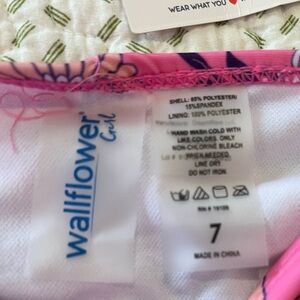 WEAR WHAT YOU
wallflower
Girl
SHELL: 85% POLYESTER/
15%SPANDEX
LINING: 100% POLYESTER
HAND WASH COLD WITH
LIKE COLORS. ONLY
NON-CHLORINE BLEACH
WHEN NEEDED.
LINE DRY
DO NOT IRON.
7
MADE IN CHINA